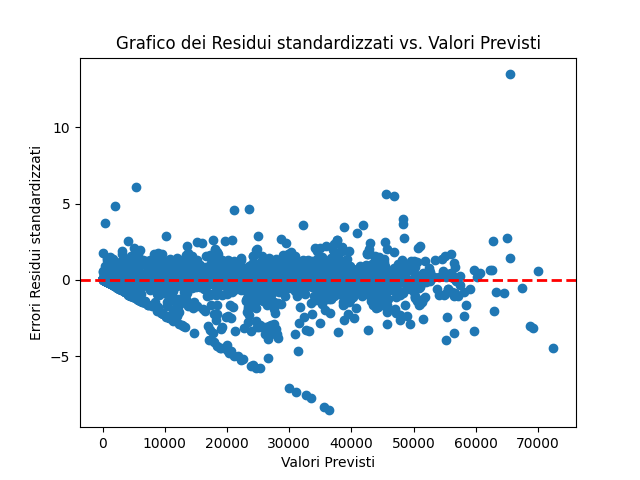 Grafico dei Residui standardizzati vs. Valori Previsti
Errori Residui standardizzati
10
5
0
−5
0 10000 20000 30000 40000 50000 60000 70000
Valori Previsti